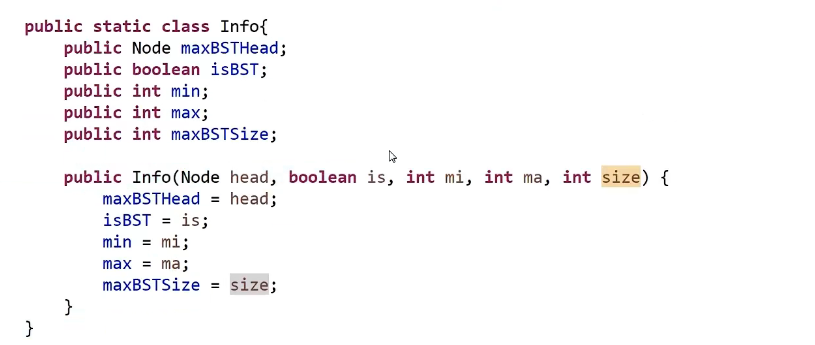 public static class Info{
public Node maxBSTHead;
public boolean isBST;
public int min;
public int max;
public int maxBSTSize;
public Info(Node head, boolean is, int mi, int ma, int size) {
maxBSTHead = head;
isBST = is;
min = mi;
max = ma;
maxBSTSize = size;
}
}